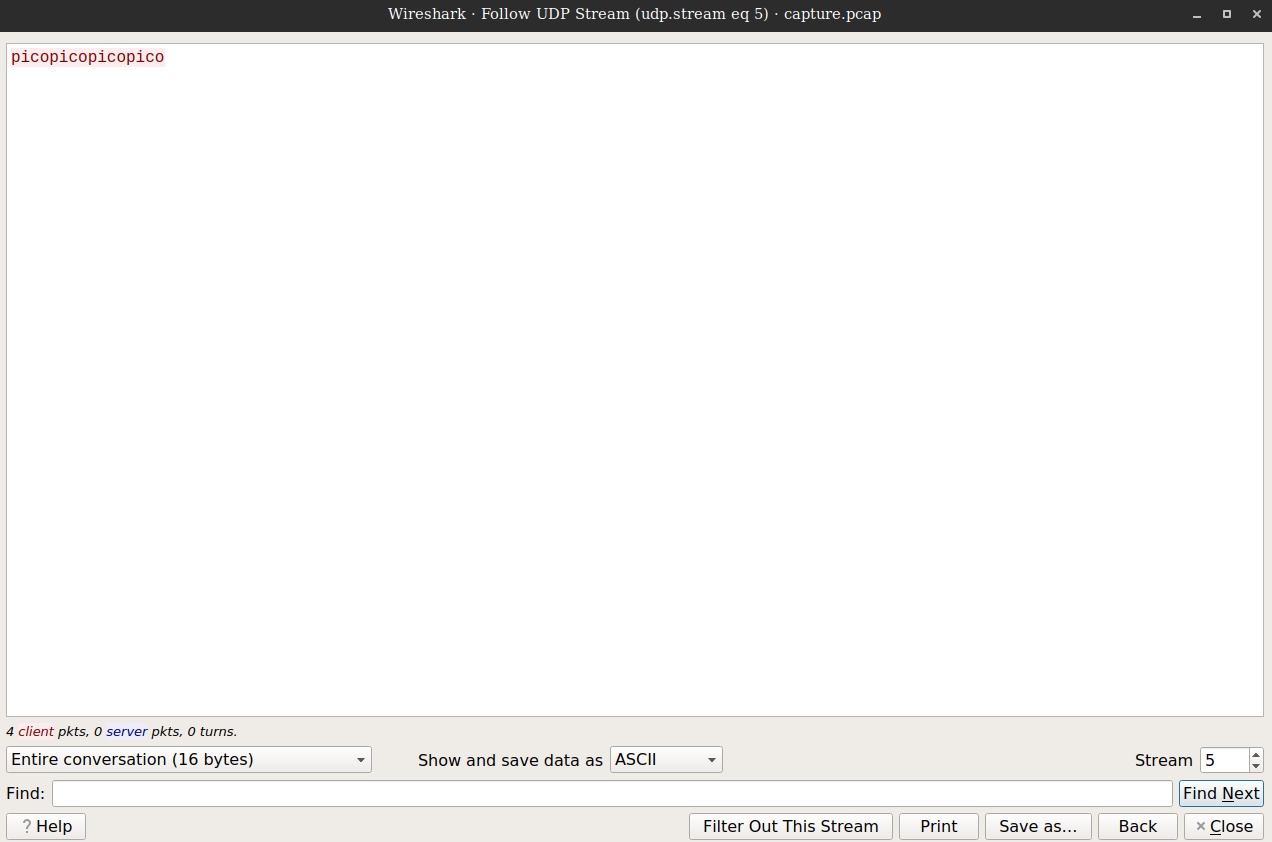 Wireshark · Follow UDP Stream (udp.stream eq 5) · capture.pcap
picopicopicopico
4 client pkts, 0 server pkts, 0 turns.
Entire conversation (16 bytes) Show and save data as ASCII Stream 5
Find: Find Next
? Help Filter Out This Stream Print Save as... Back × Close